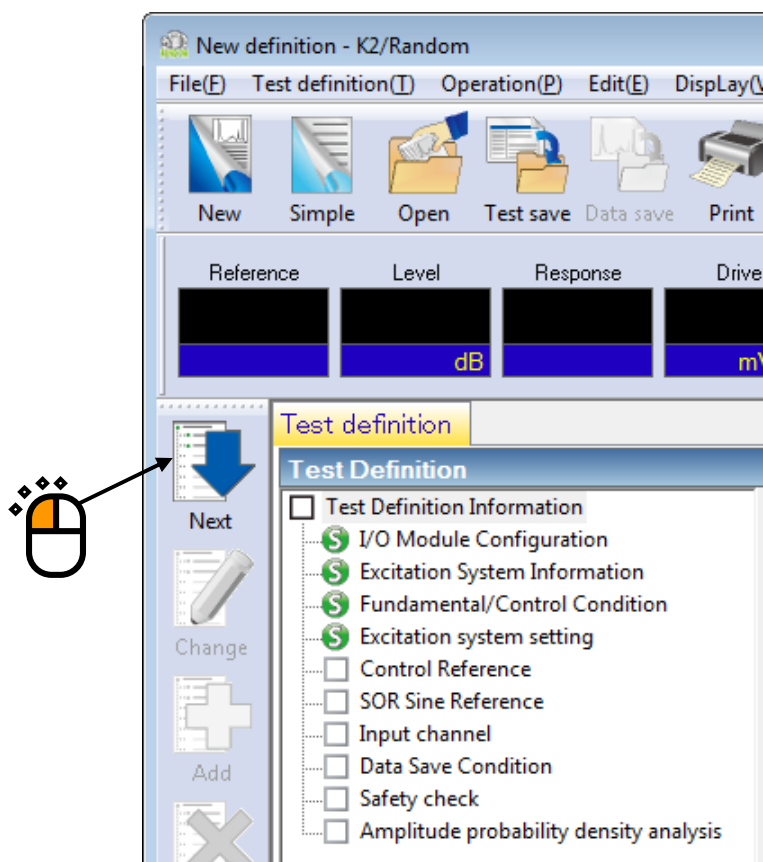 New definition - K2/Random
File(F) Test definition(T) Operation(P) Edit(E) DispLay(V
New Simple Open Test save Data save Print
Reference Level Response Drive
dB mV
Test definition
Test Definition
Next
Test Definition Information
S I/O Module Configuration
S Excitation System Information
S Fundamental/Control Condition
S Excitation system setting
Change
Control Reference
SOR Sine Reference
Input channel
Add
Data Save Condition
Safety check
Amplitude probability density analysis